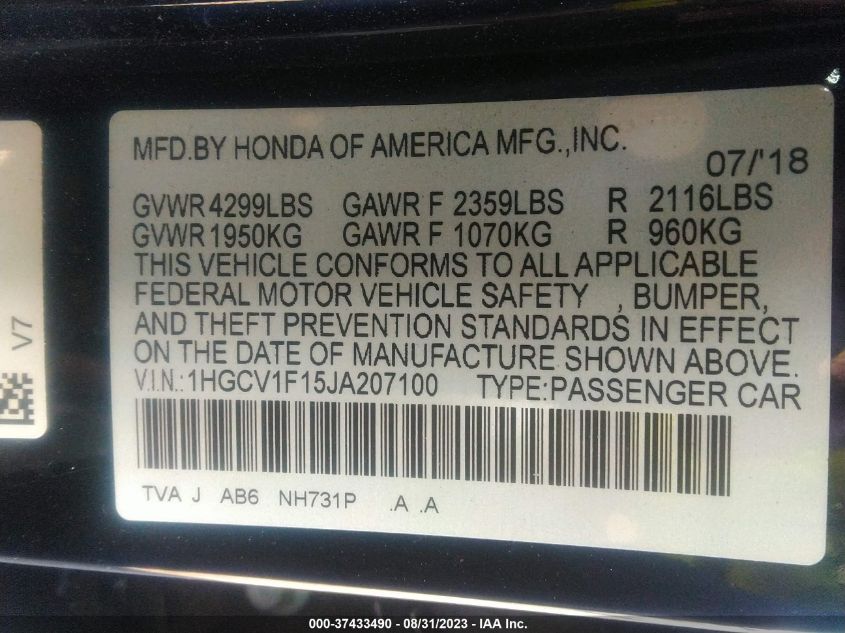 MFD.BY HONDA OF AMERICA MFG.,INC.
07/'18
GVWR 4299LBS GAWR F 2359LBS R 2116LBS
GVWR 1950KG GAWR F 1070KG R 960KG
THIS VEHICLE CONFORMS TO ALL APPLICABLE
FEDERAL MOTOR VEHICLE SAFETY , BUMPER,
AND THEFT PREVENTION STANDARDS IN EFFECT
ON THE DATE OF MANUFACTURE SHOWN ABOVE.
V.I.N.:1HGCV1F15JA207100 TYPE:PASSENGER CAR
TVA J AB6 NH731P .A .A
V7
000-37433490 - 08/31/2023 - IAA Inc.